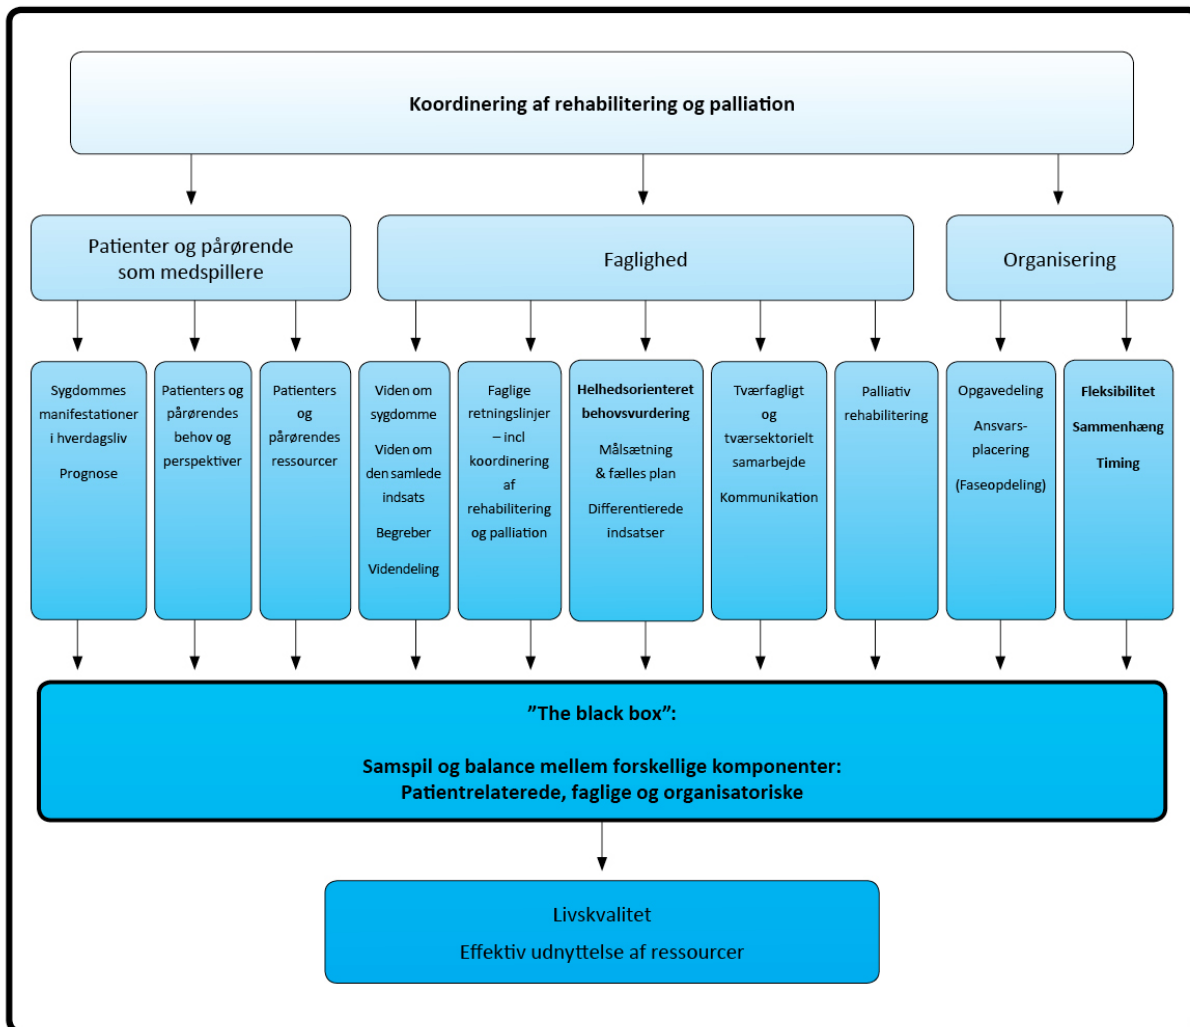 Koordinering af rehabilitering og palliation
Patienter og pårørende
som medspillere
Faglighed
Organisering
Sygdommes
manifestationer
i hverdagsliv
Prognose
Patienters og
pårørendes
behov og
perspektiver
Patienters
og
pårørendes
ressourcer
Viden om
sygdomme
Viden om
den samlede
indsats
Begreber
Videndeling
Faglige
retningslinjer
– incl
koordinering
af
rehabilitering
og palliation
Helhedsorienteret
behovsvurdering
Målsætning
& fælles plan
Differentierede
indsatser
Tværfagligt
og
tværsektorielt
samarbejde
Kommunikation
Palliativ
rehabilitering
Opgavedeling
Ansvars-
placering
(Faseopdeling)
Fleksibilitet
Sammenhæng
Timing
”The black box”:
Samspil og balance mellem forskellige komponenter:
Patientrelaterede, faglige og organisatoriske
Livskvalitet
Effektiv udnyttelse af ressourcer